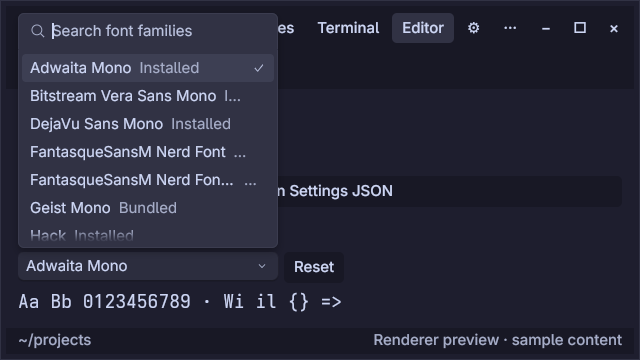 Search font families
es Terminal Editor ⚙ ··· – ☐ ×
Adwaita Mono Installed ✓
Bitstream Vera Sans Mono I...
DejaVu Sans Mono Installed
FantasqueSansM Nerd Font ...
FantasqueSansM Nerd Fon... ...
n Settings JSON
Geist Mono Bundled
Hack Installed
Adwaita Mono
Reset
Aa Bb 0123456789 · Wi il {} =>
~/projects
Renderer preview · sample content